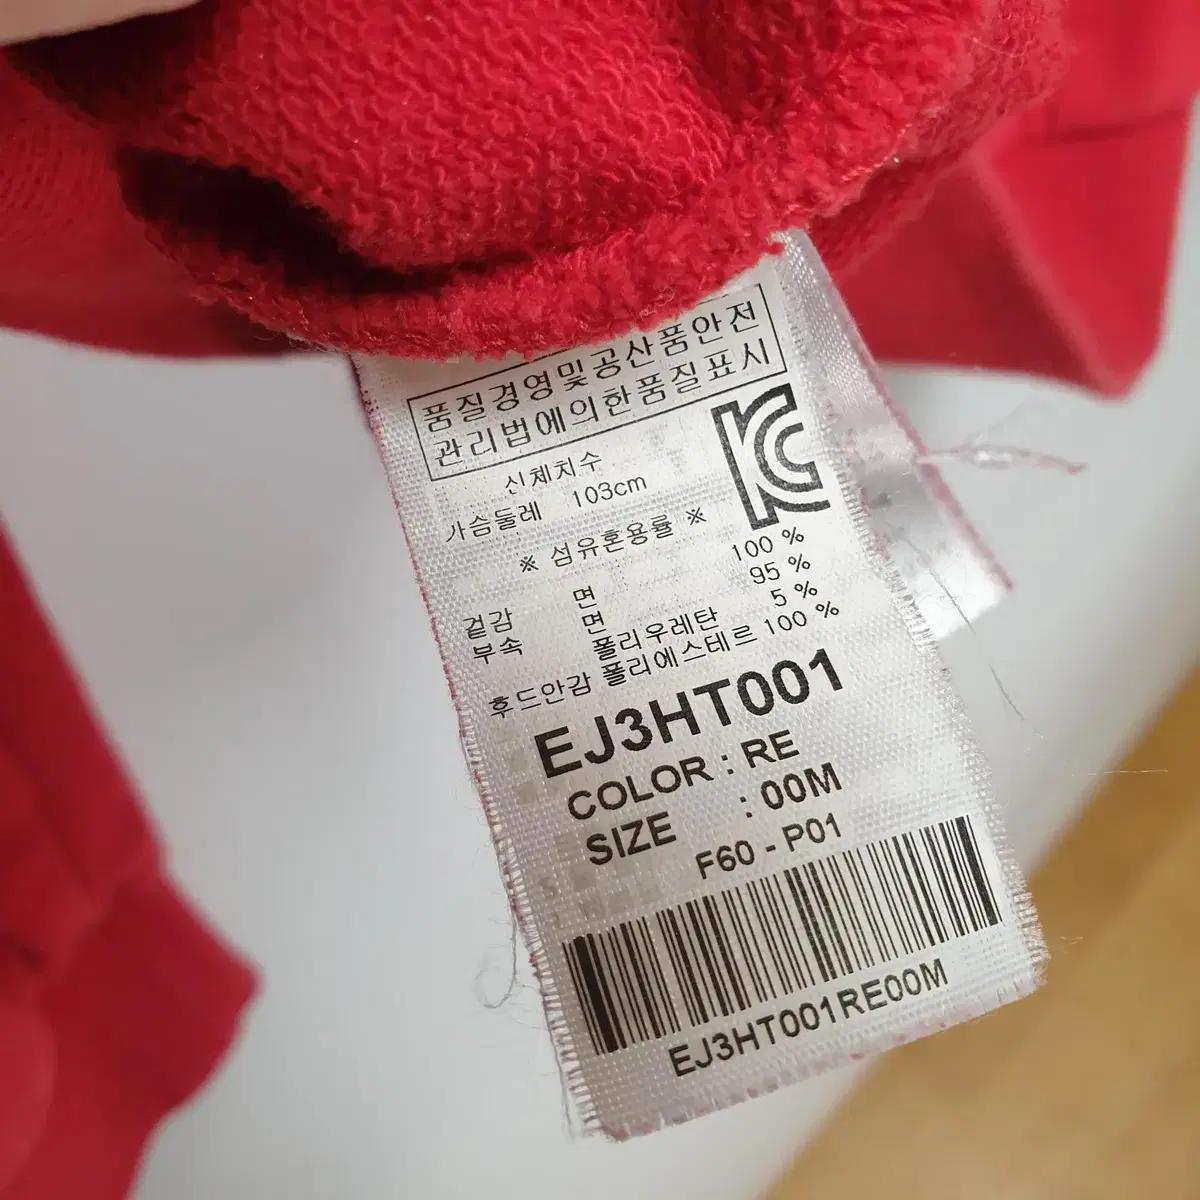 품질경영및공산품안전
관리법에의한품질표시
신체치수
가슴둘레 103cm
※ 섬유혼용률 ※
겉감 면 100 %
부속 면 95 %
폴리우레탄 5 %
후드안감 폴리에스테르 100 %
EJ3HT001
COLOR : RE
SIZE : 00M
F60 - P01
EJ3HT001RE00M